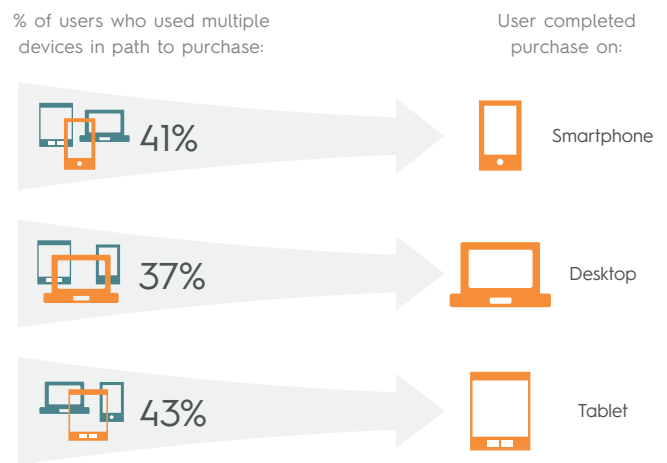 % of users who used multiple
devices in path to purchase:
User completed
purchase on:
41%
Smartphone
37%
Desktop
43%
Tablet